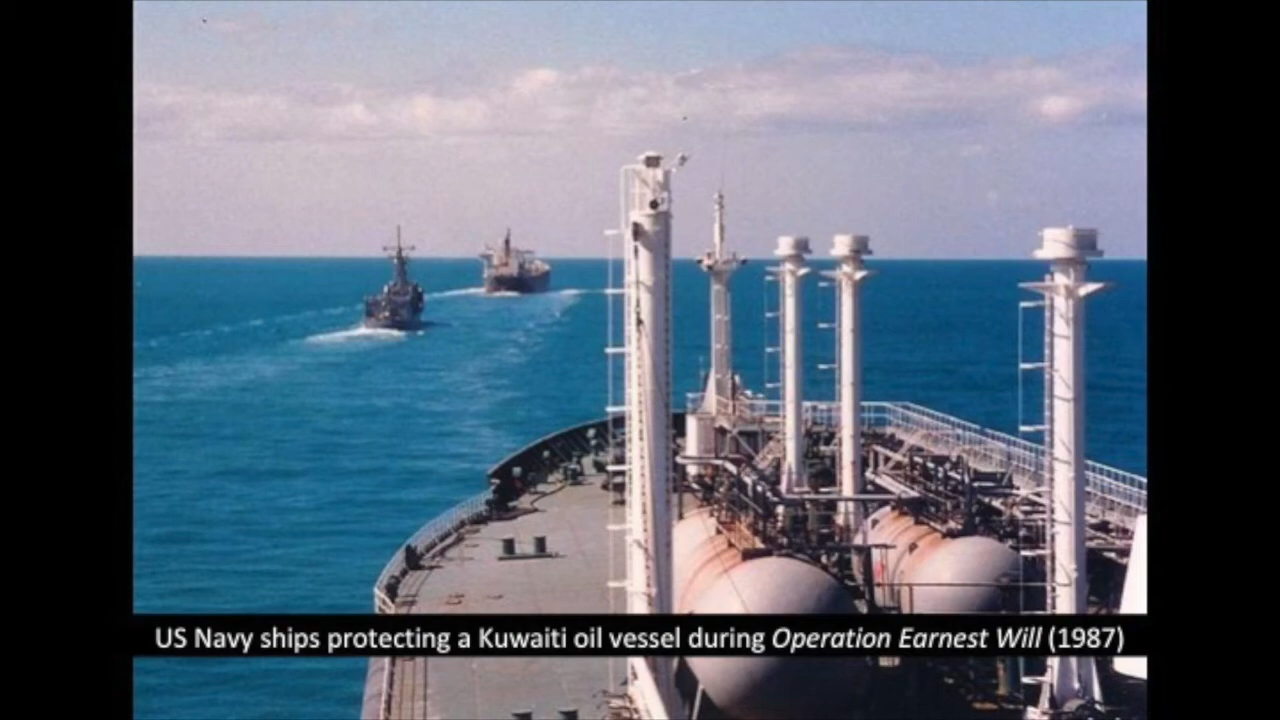 US Navy ships protecting a Kuwaiti oil vessel during Operation Earnest Will (1987)